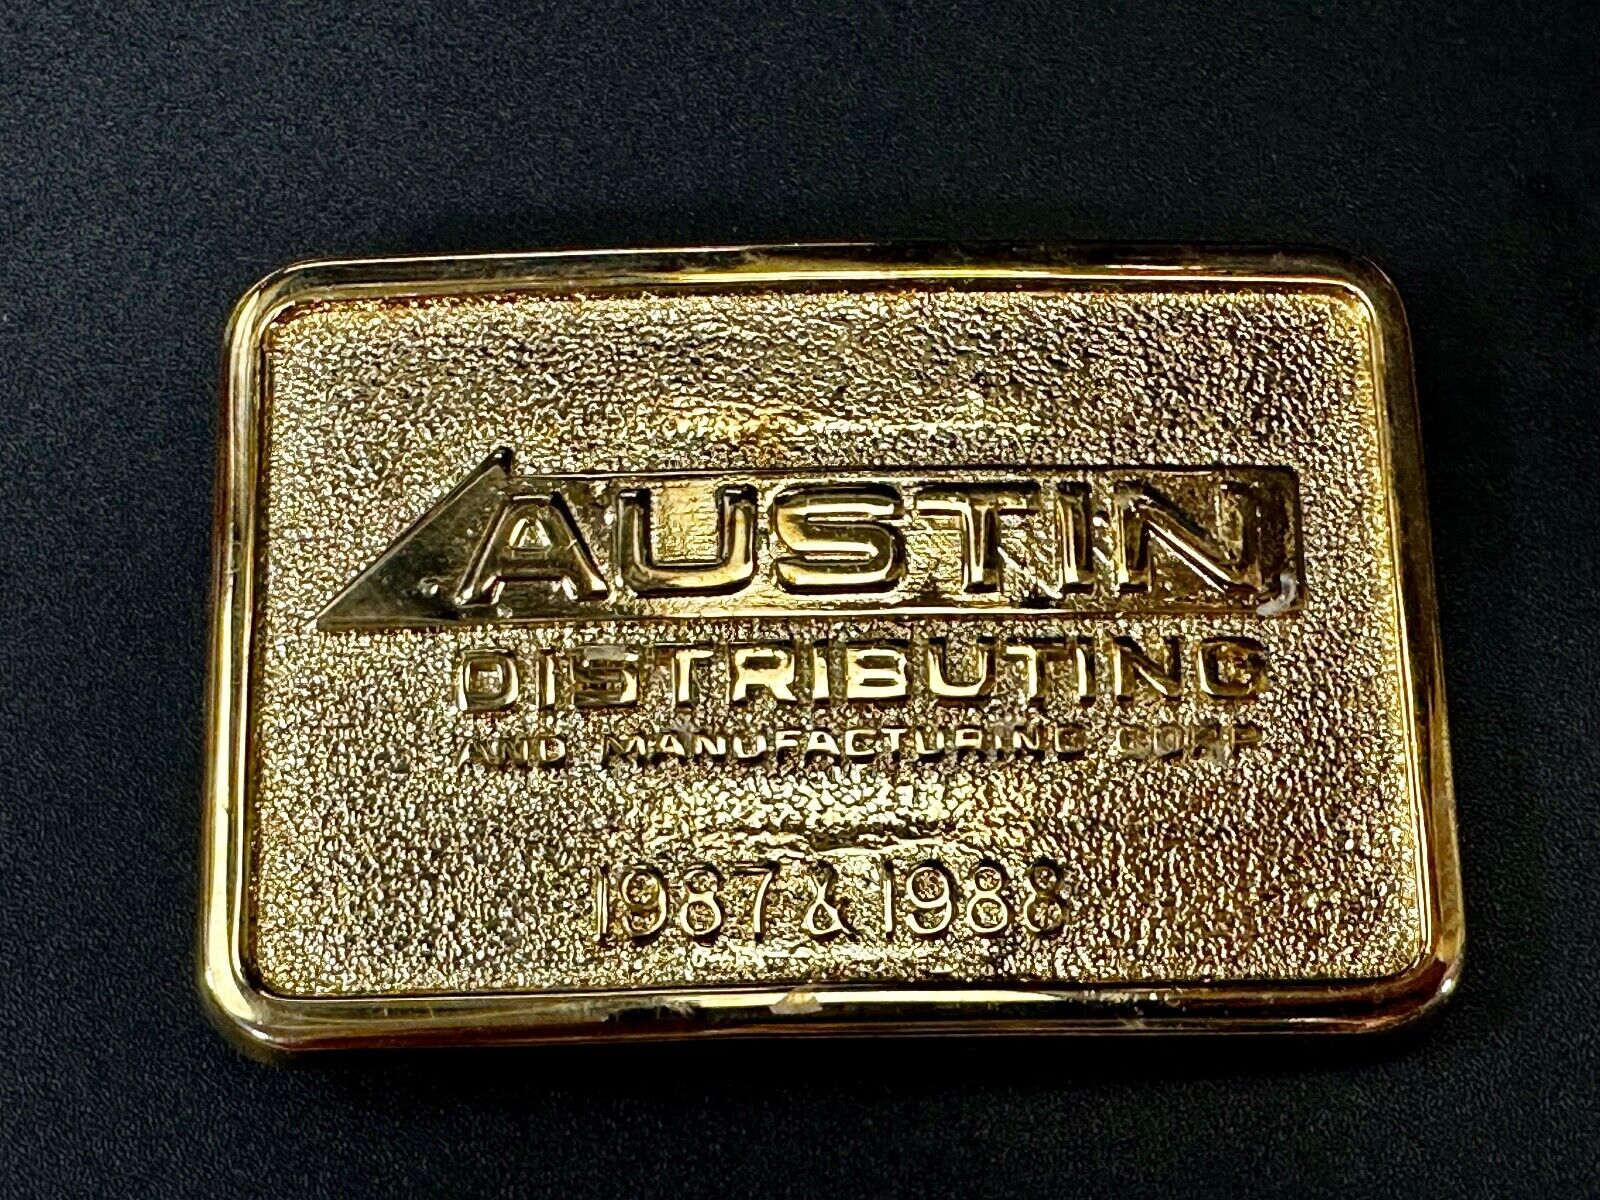 AUSTIN
DISTRIBUTING
AND MANUFACTURING CORP
1987 & 1988